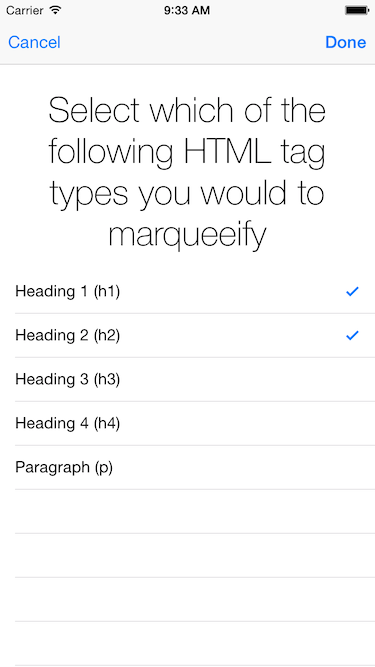 Carrier 9:33 AM
Cancel Done
Select which of the
following HTML tag
types you would to
marqueeify
Heading 1 (h1)
Heading 2 (h2)
Heading 3 (h3)
Heading 4 (h4)
Paragraph (p)